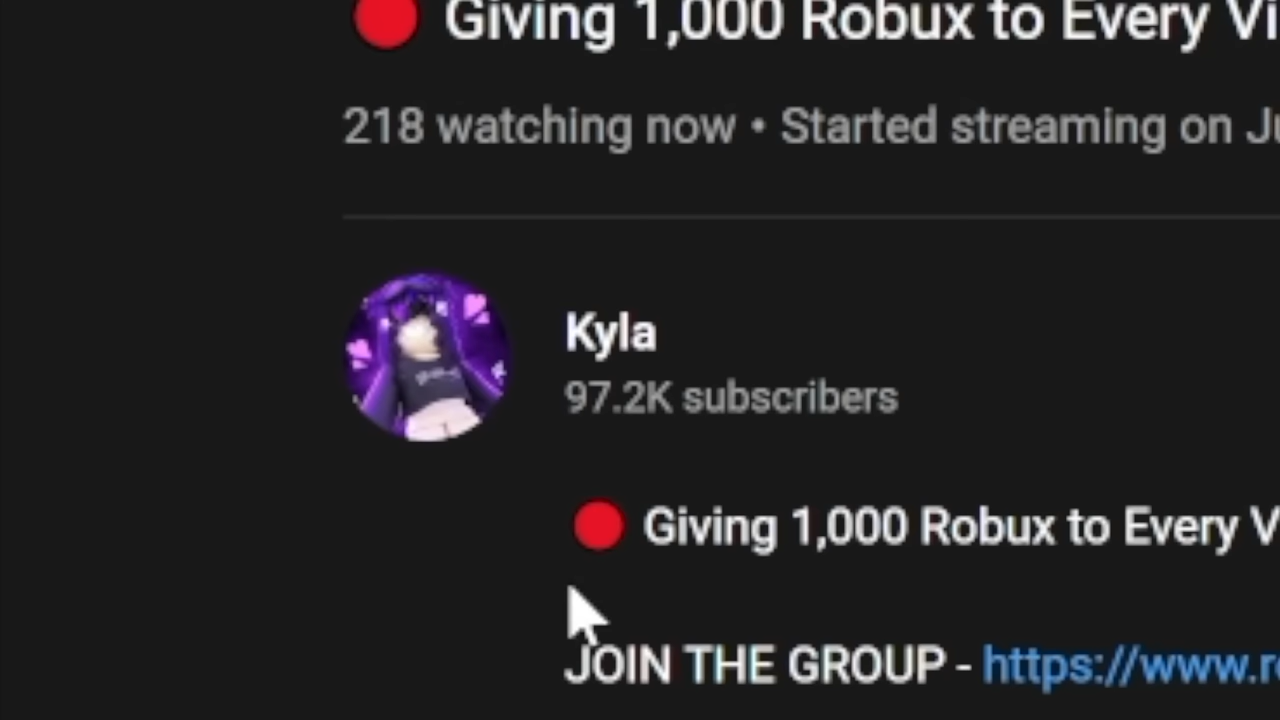 Giving 1,000 Robux to Every Vi
218 watching now • Started streaming on Ju
Kyla
97.2K subscribers
Giving 1,000 Robux to Every V
JOIN THE GROUP - https://www.ro